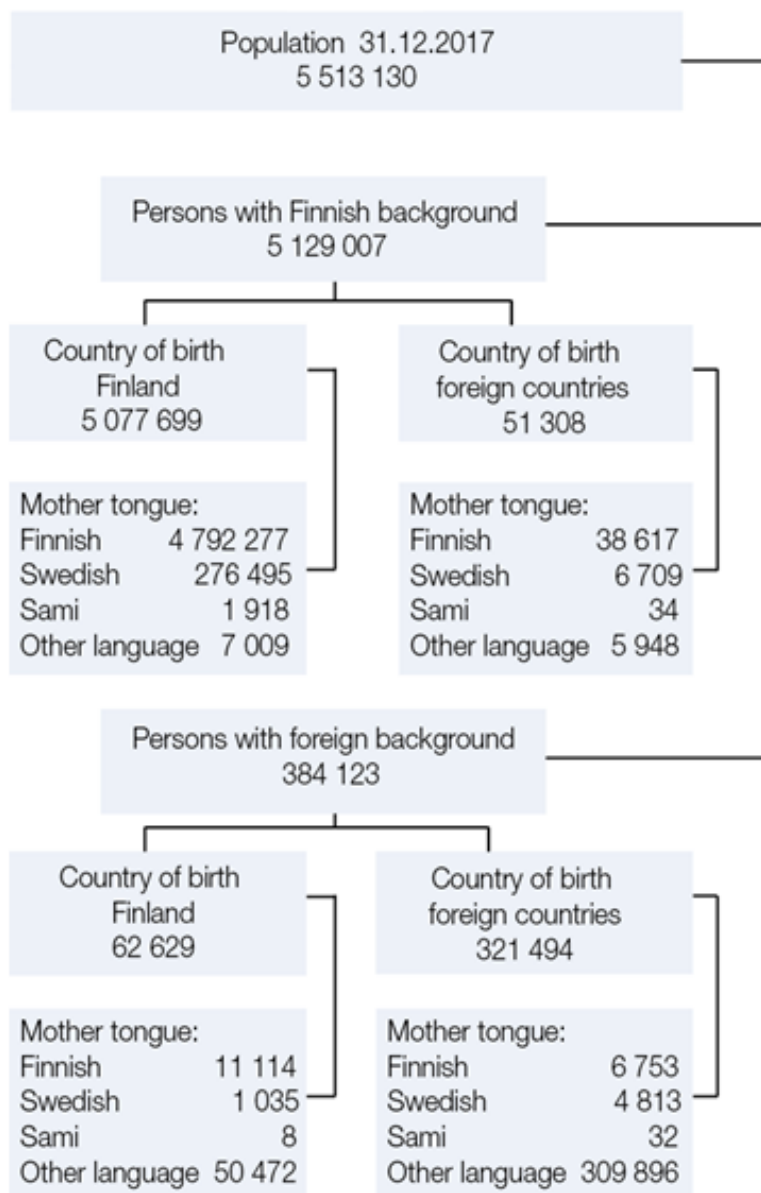 Population 31.12.2017
5 513 130
Persons with Finnish background
5 129 007
Country of birth
Finland
5 077 699
Country of birth
foreign countries
51 308
Mother tongue:
Finnish 4 792 277
Swedish 276 495
Sami 1 918
Other language 7 009
Mother tongue:
Finnish 38 617
Swedish 6 709
Sami 34
Other language 5 948
Persons with foreign background
384 123
Country of birth
Finland
62 629
Country of birth
foreign countries
321 494
Mother tongue:
Finnish 11 114
Swedish 1 035
Sami 8
Other language 50 472
Mother tongue:
Finnish 6 753
Swedish 4 813
Sami 32
Other language 309 896